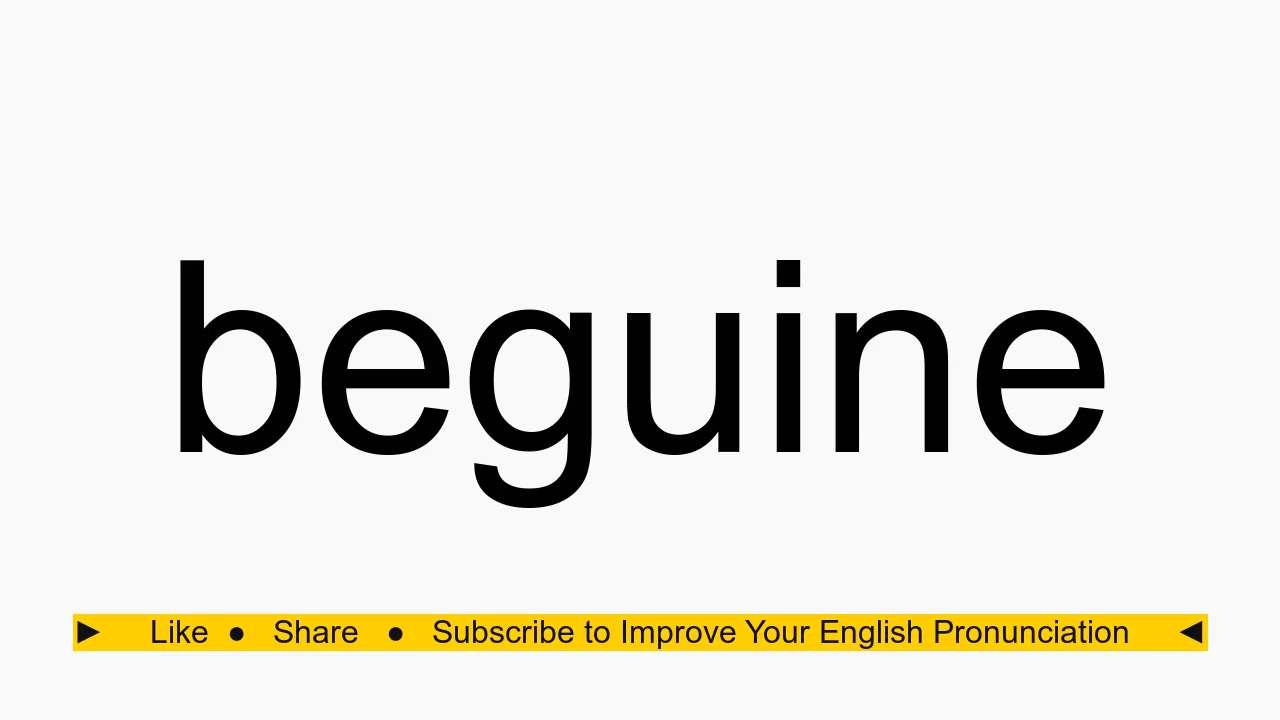 beguine
► Like ● Share ● Subscribe to Improve Your English Pronunciation ◄